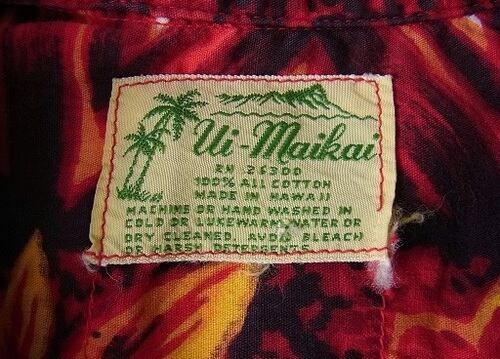 Ui-Maikai
RN 26300
100% ALL COTTON
MADE IN HAWAII
MACHINE OR HAND WASHED IN
COLD OR LUKEWARM WATER OR
DRY CLEANED. AVOID BLEACH
OR HARSH DETERGENTS